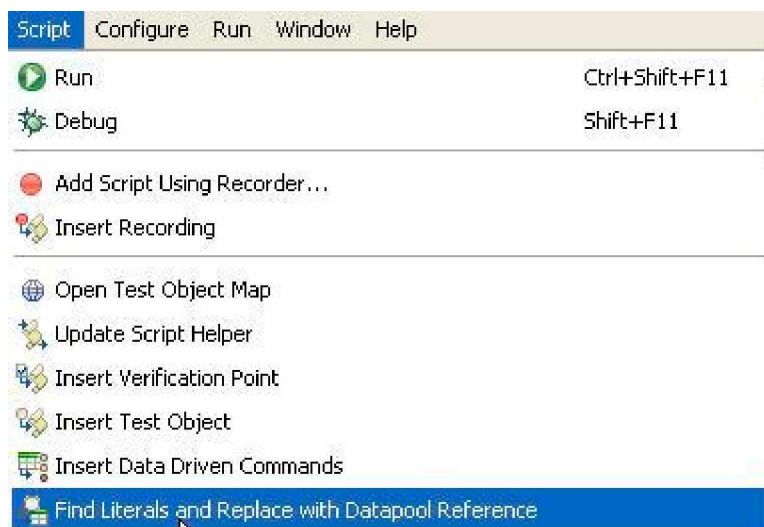 Script Configure Run Window Help
Run Ctrl+Shift+F11
Debug Shift+F11
Add Script Using Recorder...
Insert Recording
Open Test Object Map
Update Script Helper
Insert Verification Point
Insert Test Object
Insert Data Driven Commands
Find Literals and Replace with Datapool Reference